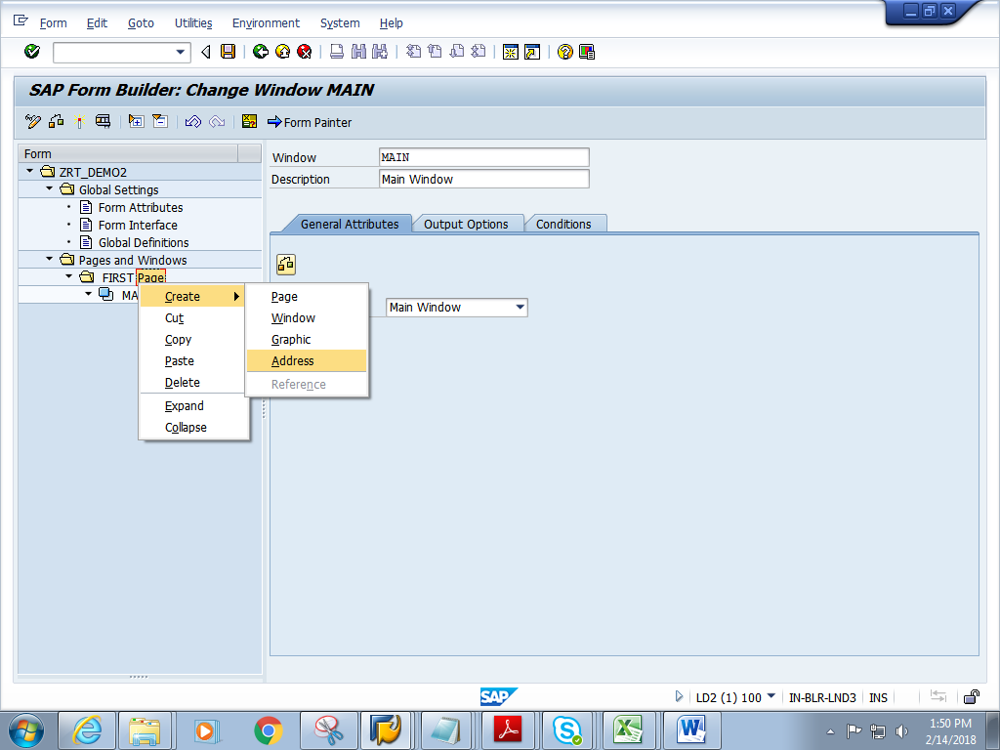 Form Edit Goto Utilities Environment System Help
SAP Form Builder: Change Window MAIN
Form Painter
Form
ZRT_DEMO2
Global Settings
Form Attributes
Form Interface
Global Definitions
Pages and Windows
FIRST Page
MA
Create
Cut
Copy
Paste
Delete
Expand
Collapse
Page
Window
Graphic
Address
Reference
Window MAIN
Description Main Window
General Attributes Output Options Conditions
Main Window
SAP
LD2 (1) 100 IN-BLR-LND3 INS
1:50 PM
2/14/2018